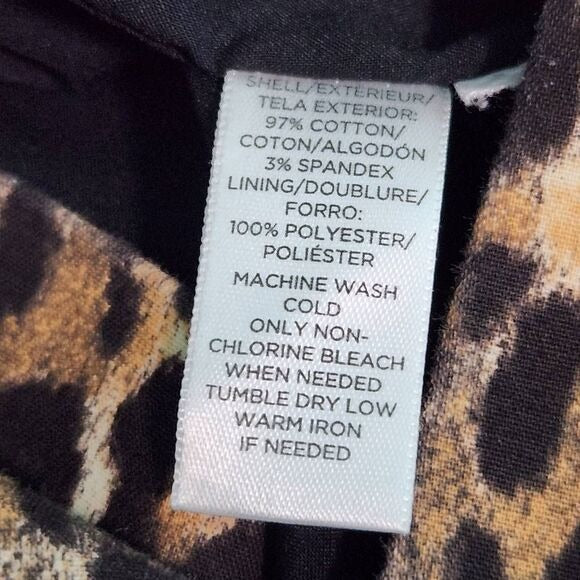 SHELL/EXTÉRIEUR/
TELA EXTERIOR:
97% COTTON/
COTON/ALGODÓN
3% SPANDEX
LINING/DOUBLURE/
FORRO:
100% POLYESTER/
POLIÉSTER
MACHINE WASH
COLD
ONLY NON-
CHLORINE BLEACH
WHEN NEEDED
TUMBLE DRY LOW
WARM IRON
IF NEEDED